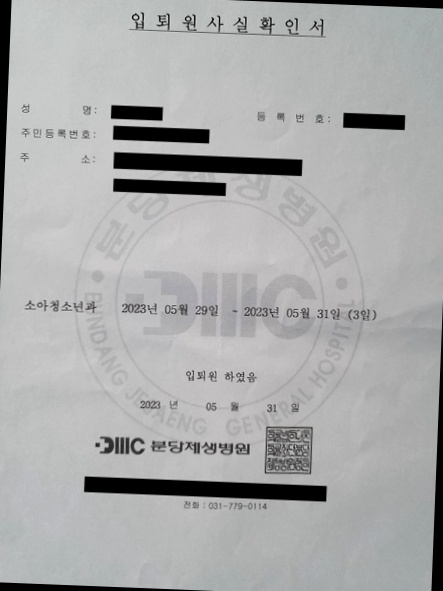 입퇴원사실확인서
성 명:
등 록 번 호:
주민등록번호:
주 소:
분당제생병원
DMC
BUNDANG JESAENG GENERAL HOSPITAL
소아청소년과 2023년 05월 29일 ~ 2023년 05월 31일 (3일)
입퇴원 하였음
2023 년 05 월 31 일
DMC 분당제생병원
전화 : 031-779-0114